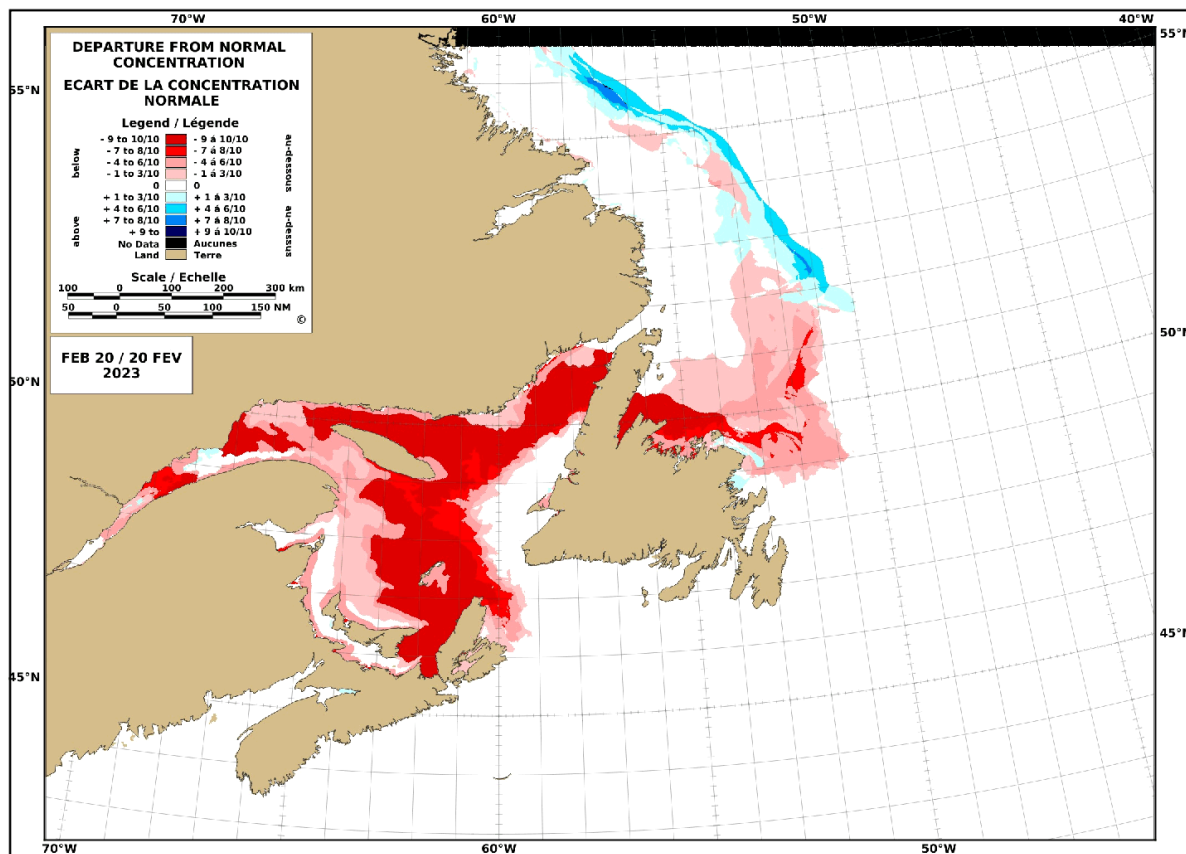 70°W 60°W 50°W 40°W
55°N
55°N
DEPARTURE FROM NORMAL
CONCENTRATION
ECART DE LA CONCENTRATION
NORMALE
Legend / Légende
- 9 to 10/10 - 9 á 10/10
- 7 to 8/10 - 7 á 8/10
- 4 to 6/10 - 4 á 6/10
- 1 to 3/10 - 1 á 3/10
0 0
+ 1 to 3/10 + 1 á 3/10
+ 4 to 6/10 + 4 á 6/10
+ 7 to 8/10 + 7 á 8/10
+ 9 to + 9 á 10/10
No Data Aucunes
Land Terre
below
above
au-dessous
au-dessus
Scale / Echelle
100 0 100 200 300 km
50 0 50 100 150 NM
©
FEB 20 / 20 FEV
2023
50°N
50°N
45°N
45°N
70°W 60°W 50°W